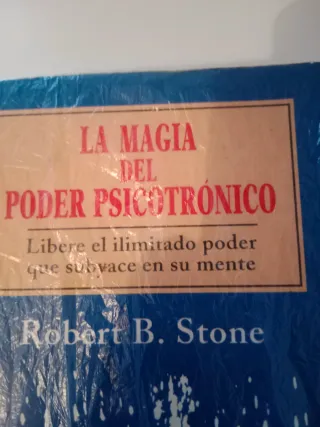 LA MAGIA
DEL
PODER PSICOTRÓNICO
Libere el ilimitado poder
que subyace en su mente
Robert B. Stone